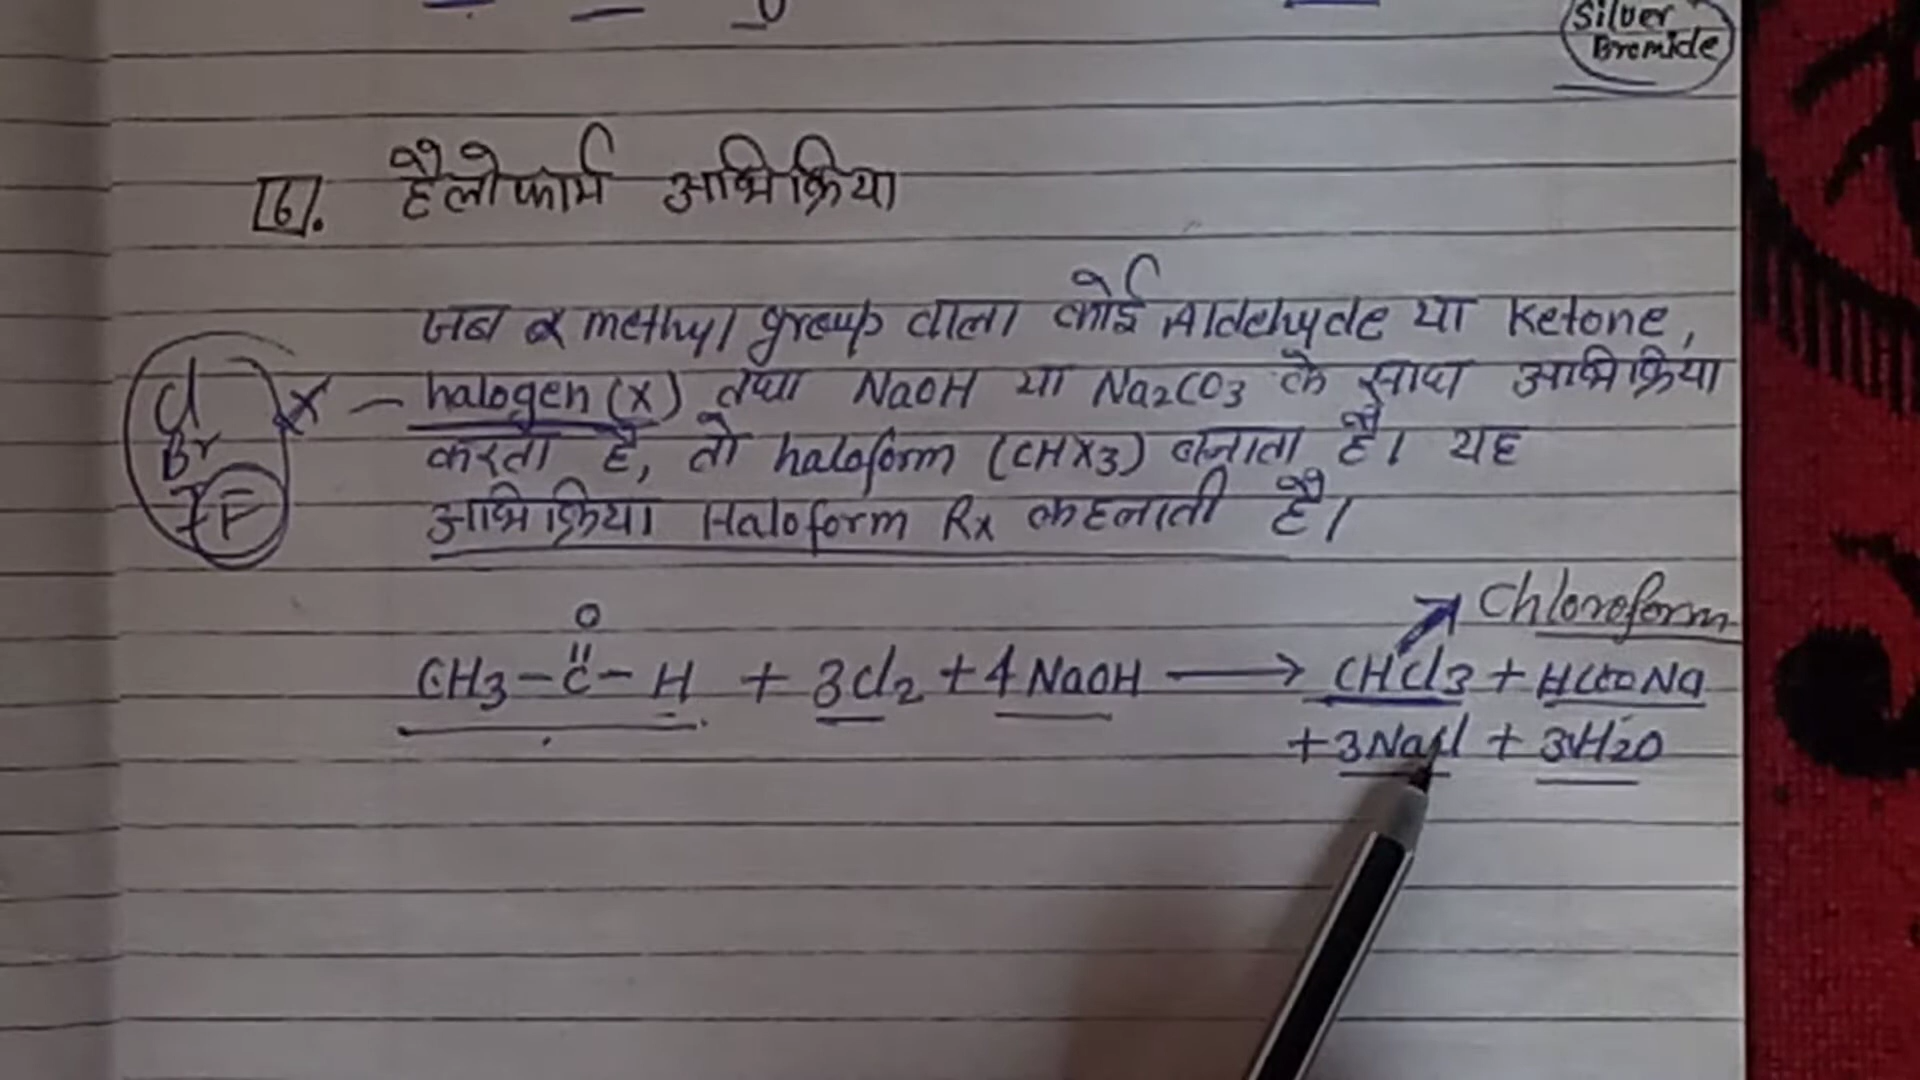 Silver
Bromide
6. हैलोफार्म अभिक्रिया
जब α methyl group वाला कोई Aldehyde या Ketone,
Cl X — halogen (X) तथा NaOH या Na2CO3 के साथ अभिक्रिया
Br करता है, तो haloform (CHX3) बनाता है। यह
I F अभिक्रिया Haloform Rx कहलाती है।
Chloroform
O
CH3-C-H + 3Cl2 + 4NaOH → CHCl3 + HCOONa
+ 3NaCl + 3H2O